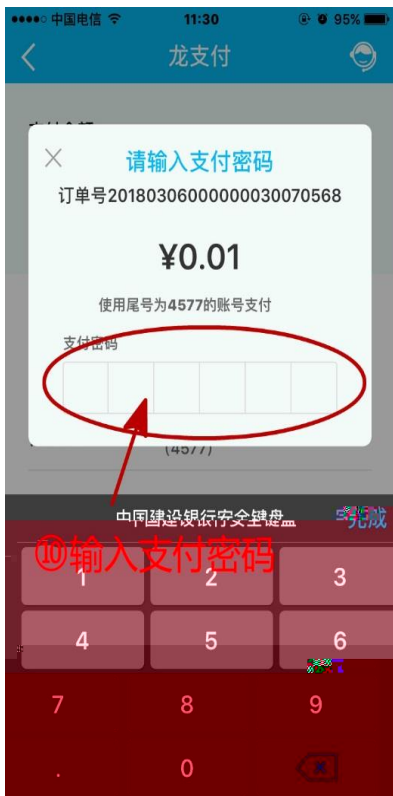 中国电信 11:30 95%
龙支付
请输入支付密码
订单号20180306000000030070568
¥0.01
使用尾号为4577的账号支付
支付密码
(4577)
中国建设银行安全键盘 完成
⑩输入支付密码
1 2 3
4 5 6
7 8 9
. 0